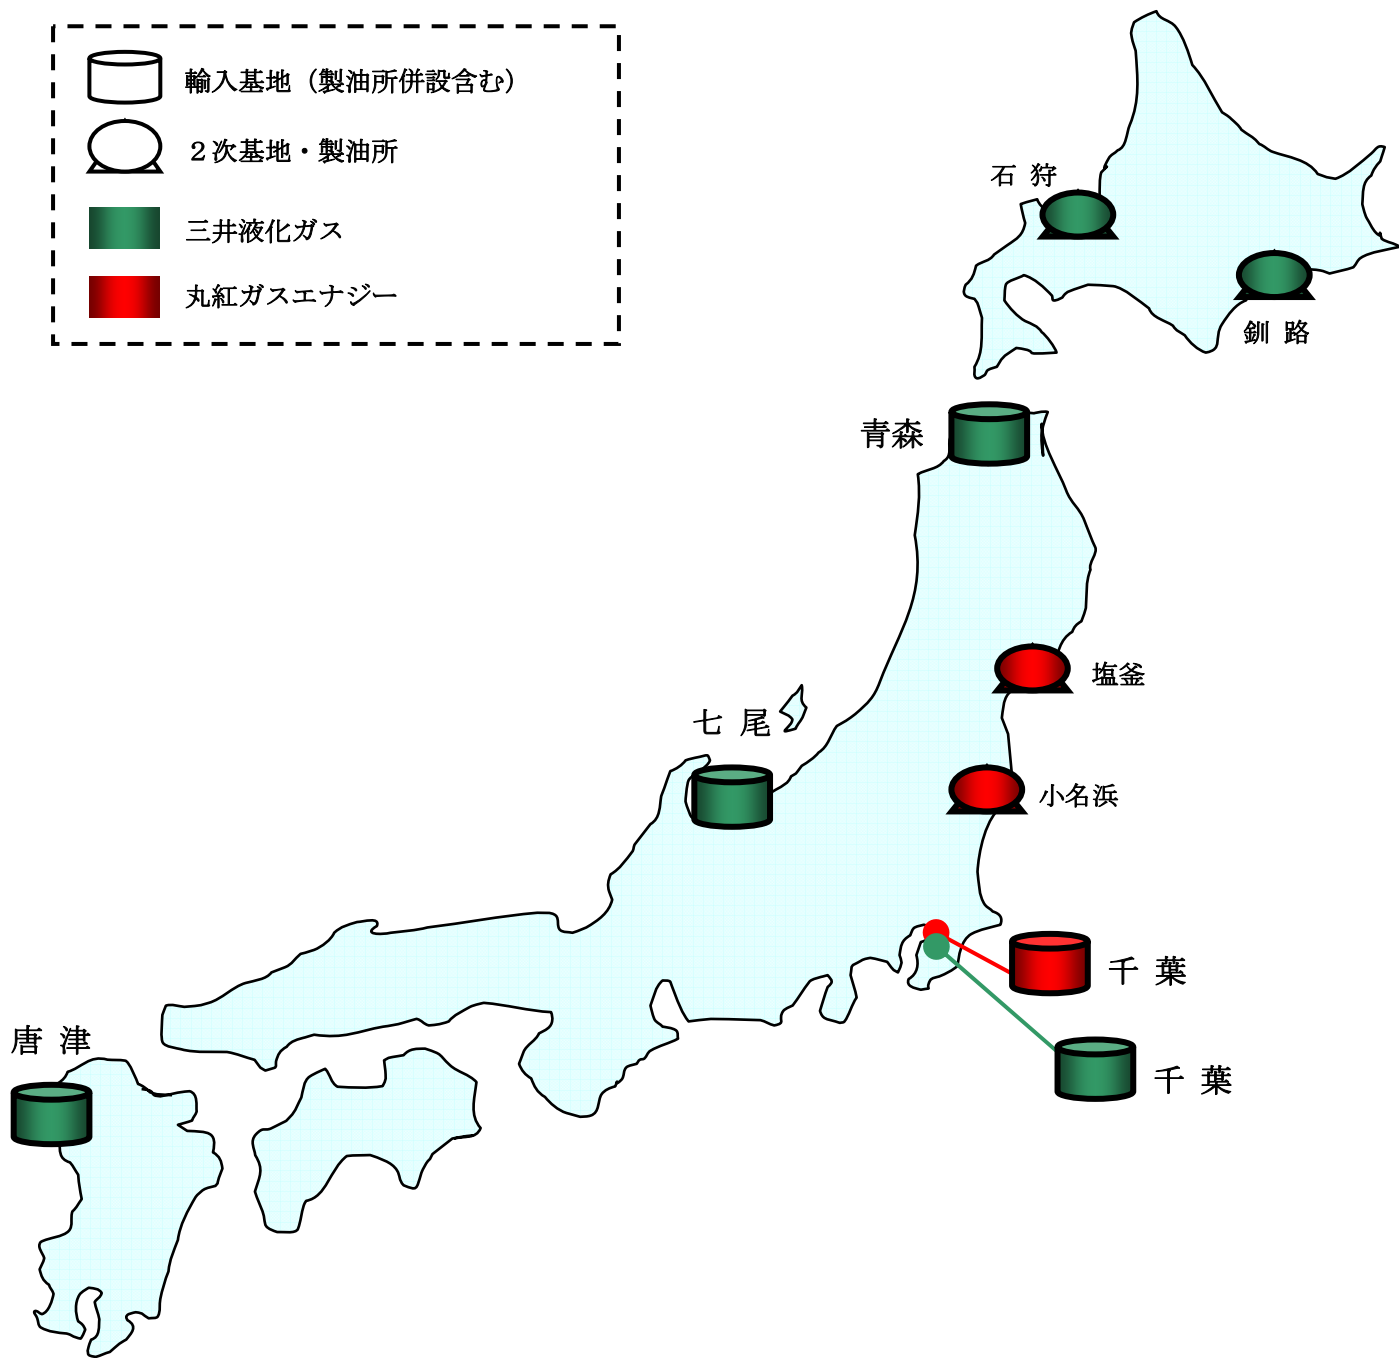 輸入基地（製油所併設含む）
２次基地・製油所
三井液化ガス
丸紅ガスエナジー
石 狩
釧 路
青森
塩釜
七 尾
小名浜
千 葉
唐 津
千 葉